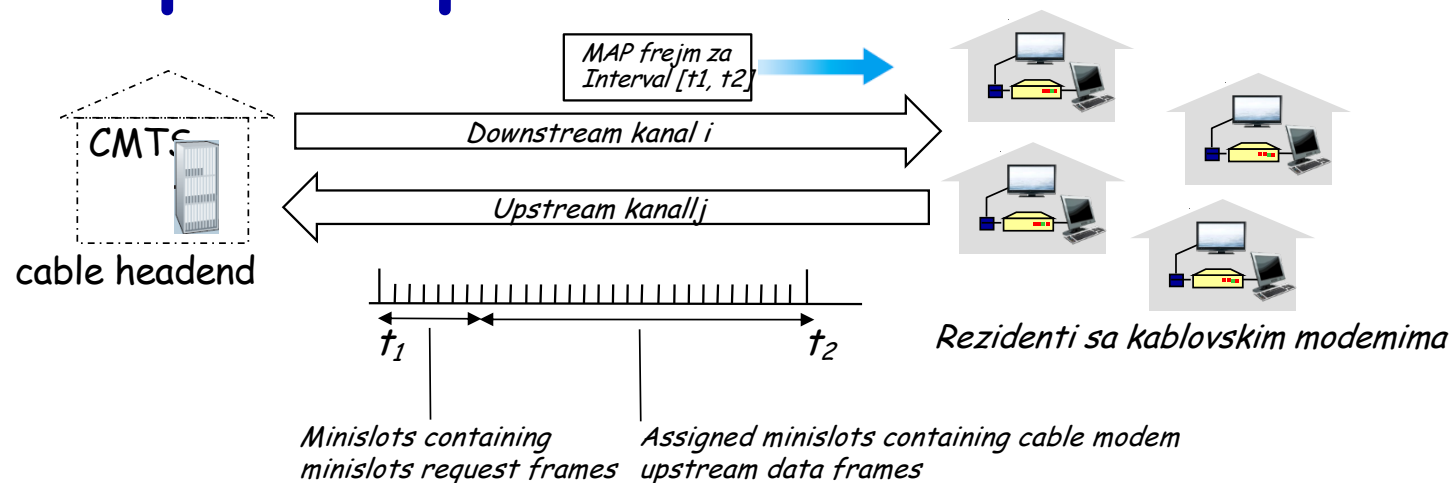 MAP frejm za
Interval [t1, t2]
Downstream kanal i
CMTS
Upstream kanallj
cable headend
t₁
t₂
Rezidenti sa kablovskim modemima
Minislots containing
minislots request frames
Assigned minislots containing cable modem
upstream data frames